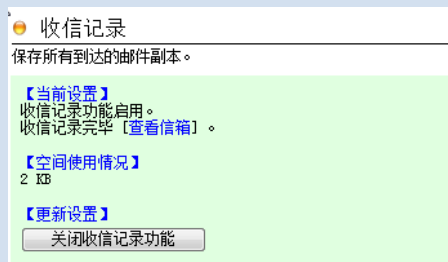 收信记录
保存所有到达的邮件副本。
【当前设置】
收信记录功能启用。
收信记录完毕 [查看信箱] 。
【空间使用情况】
2 KB
【更新设置】
关闭收信记录功能